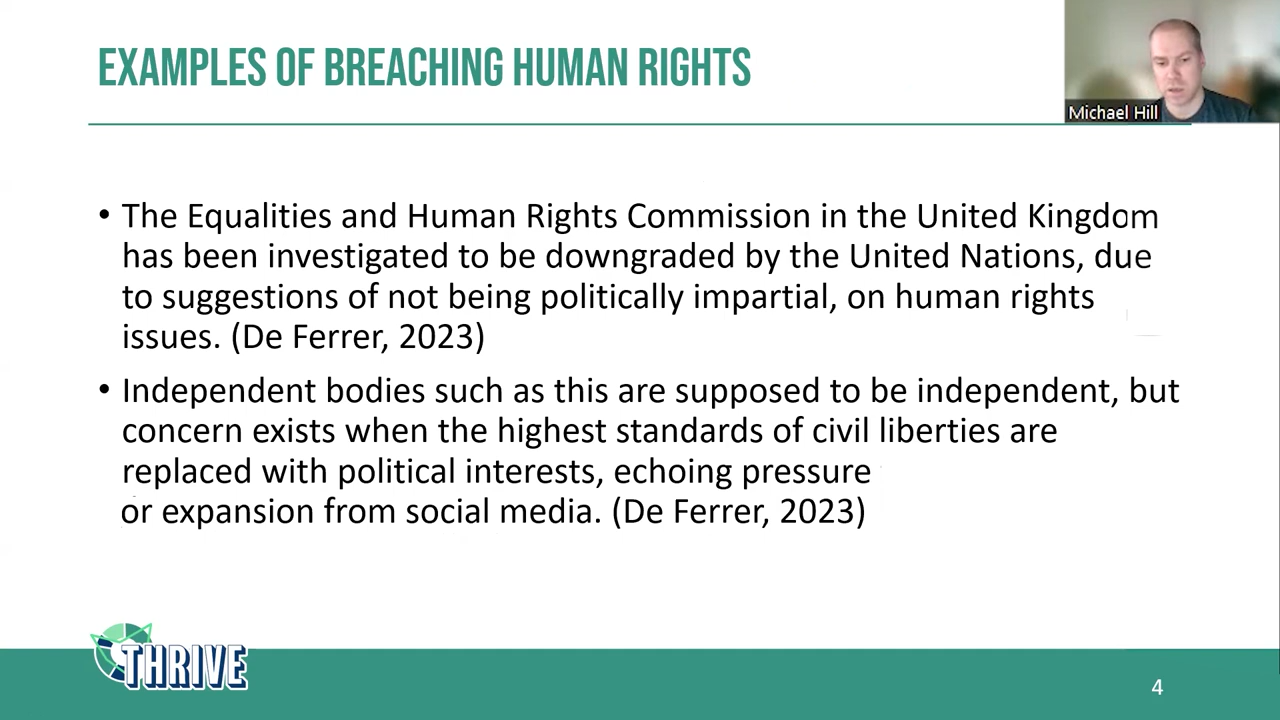 EXAMPLES OF BREACHING HUMAN RIGHTS
Michael Hill
• The Equalities and Human Rights Commission in the United Kingdom
has been investigated to be downgraded by the United Nations, due
to suggestions of not being politically impartial, on human rights
issues. (De Ferrer, 2023)
• Independent bodies such as this are supposed to be independent, but
concern exists when the highest standards of civil liberties are
replaced with political interests, echoing pressure
or expansion from social media. (De Ferrer, 2023)
THRIVE
4